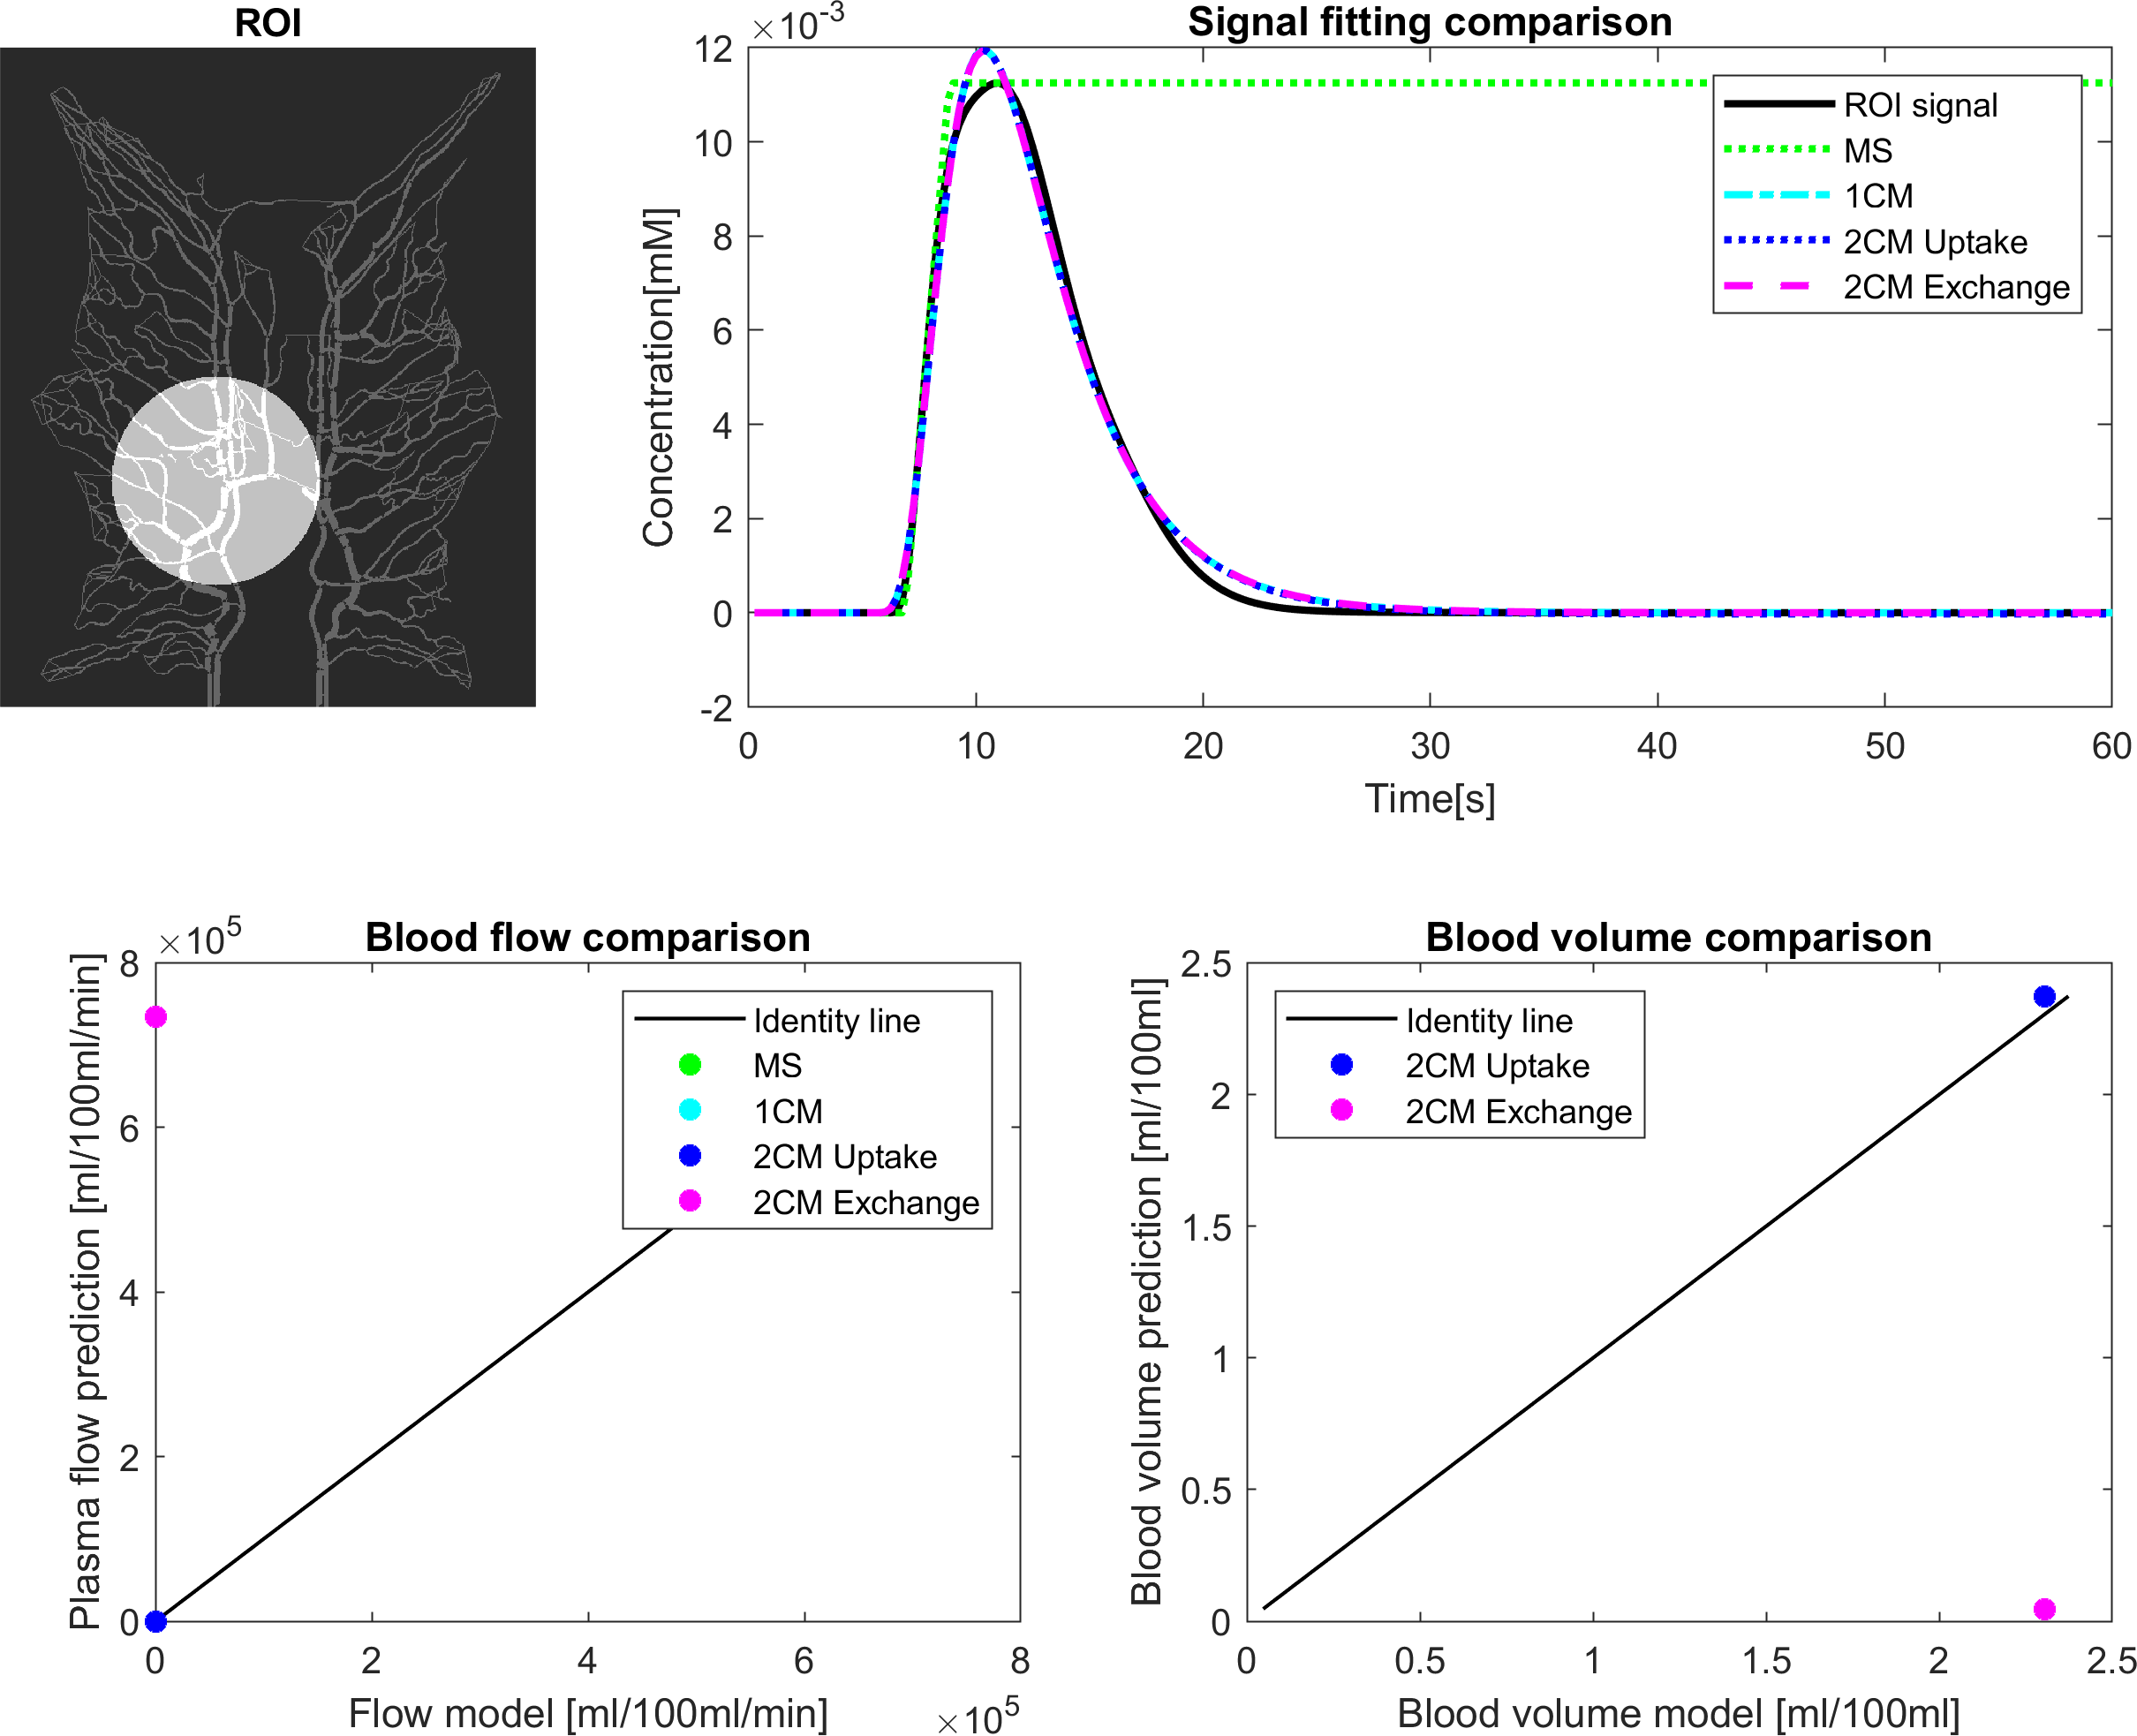 ROI
Signal fitting comparison
×10-3
12
10
8
6
4
2
0
-2
Concentration[mM]
0 10 20 30 40 50 60
Time[s]
ROI signal
MS
1CM
2CM Uptake
2CM Exchange
Blood flow comparison
×105
8
6
4
2
0
Plasma flow prediction [ml/100ml/min]
0 2 4 6 8
Flow model [ml/100ml/min]
×105
Identity line
MS
1CM
2CM Uptake
2CM Exchange
Blood volume comparison
2.5
2
1.5
1
0.5
0
Blood volume prediction [ml/100ml]
0 0.5 1 1.5 2 2.5
Blood volume model [ml/100ml]
Identity line
2CM Uptake
2CM Exchange